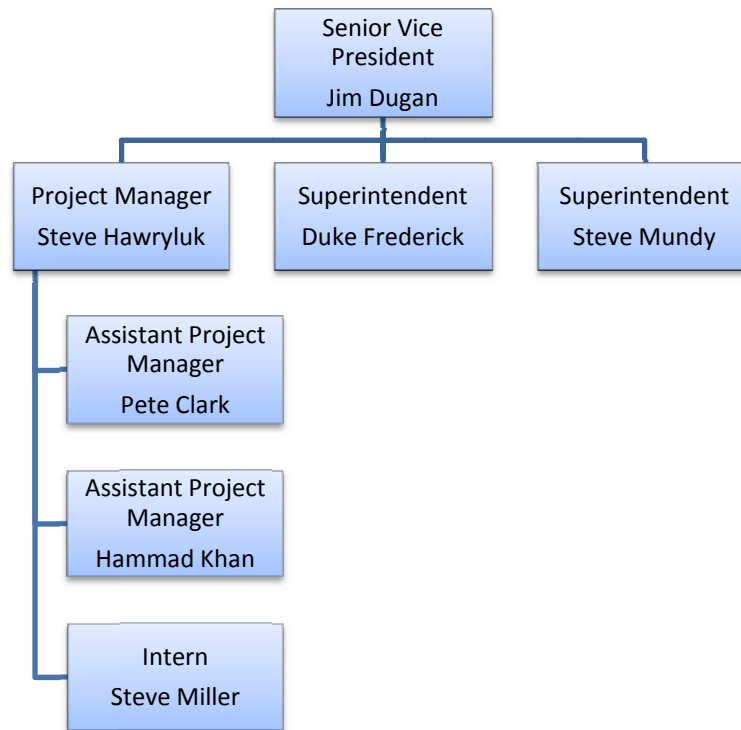 Senior Vice
President
Jim Dugan
Project Manager
Steve Hawryluk
Superintendent
Duke Frederick
Superintendent
Steve Mundy
Assistant Project
Manager
Pete Clark
Assistant Project
Manager
Hammad Khan
Intern
Steve Miller